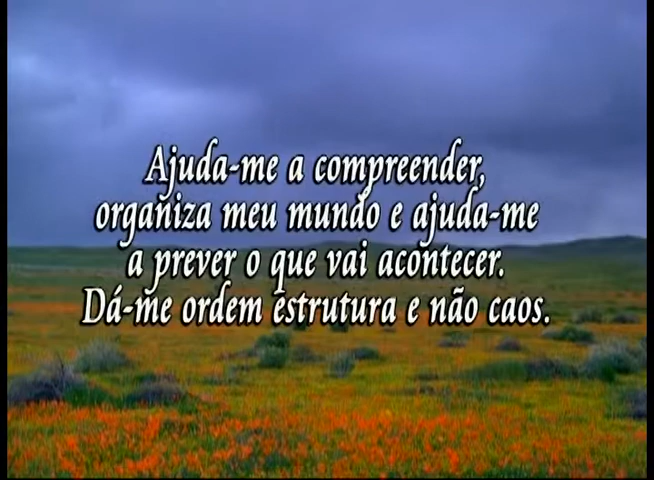 Ajuda-me a compreender,
organiza meu mundo e ajuda-me
a prever o que vai acontecer.
Dá-me ordem estrutura e não caos.